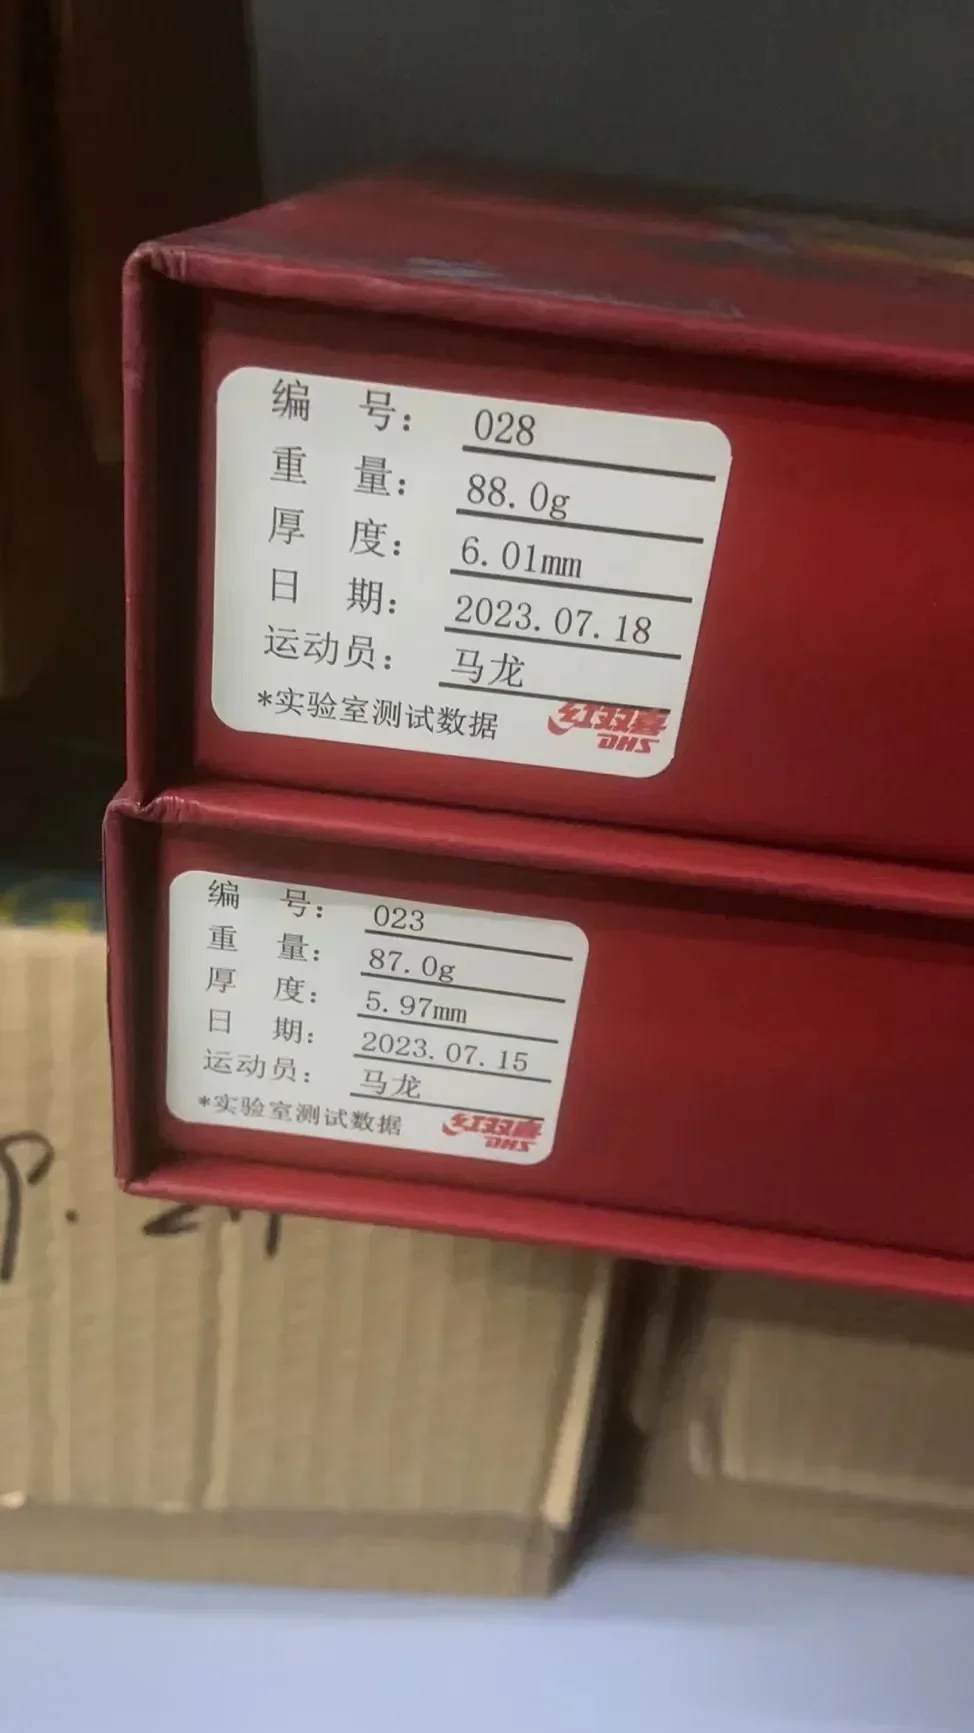 编 号： 028
重 量： 88.0g
厚 度： 6.01mm
日 期： 2023.07.18
运动员： 马龙
*实验室测试数据 红双喜
DHS
编 号： 023
重 量： 87.0g
厚 度： 5.97mm
日 期： 2023.07.15
运动员： 马龙
*实验室测试数据 红双喜
DHS